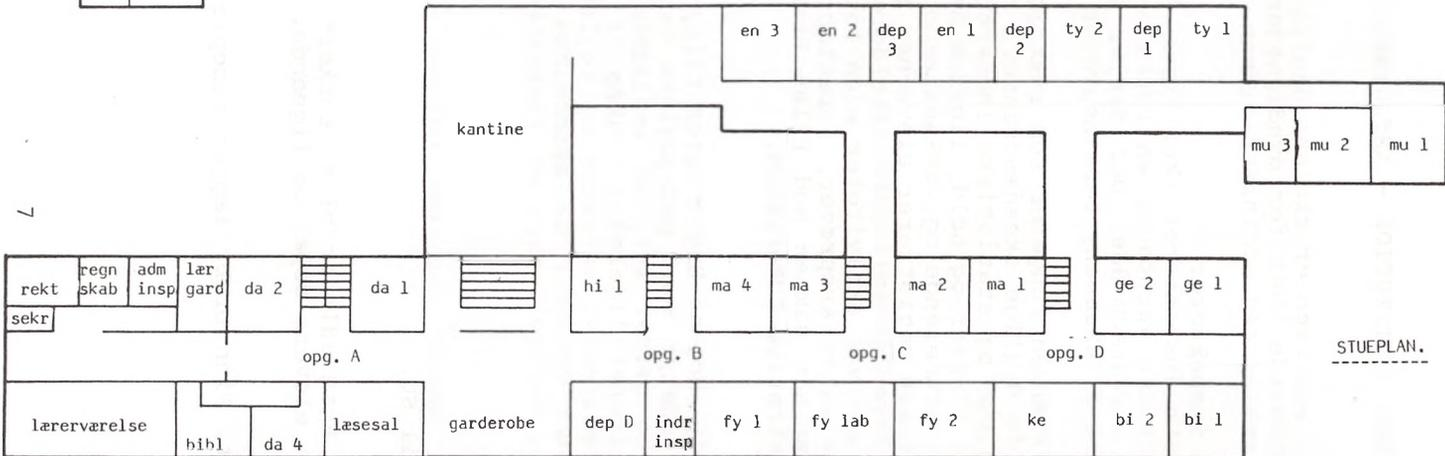 en 3 en 2 dep 3 en 1 dep 2 ty 2 dep 1 ty 1
kantine
mu 3 mu 2 mu 1
7
rekt regn skab adm insp lær gard da 2 da 1 hi 1 ma 4 ma 3 ma 2 ma 1 ge 2 ge 1
sekr
opg. A opg. B opg. C opg. D
STUEPLAN.
lærerværelse bibl da 4 læsesal garderobe dep D indr insp fy 1 fy lab fy 2 ke bi 2 bi 1